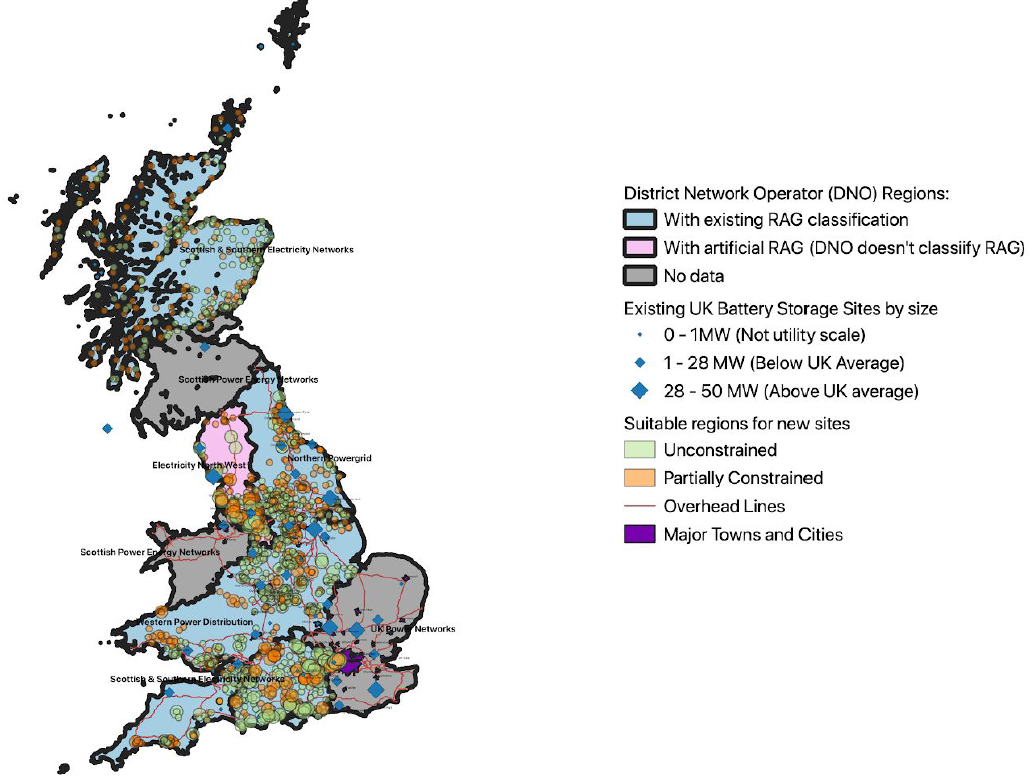 Scottish & Southern Electricity Networks
Scottish Power Energy Networks
Northern Powergrid
Electricity North West
Scottish Power Energy Networks
Western Power Distribution
UK Power Networks
Scottish & Southern Electricity Networks
District Network Operator (DNO) Regions:
With existing RAG classification
With artificial RAG (DNO doesn't classiify RAG)
No data
Existing UK Battery Storage Sites by size
0 - 1MW (Not utility scale)
1 - 28 MW (Below UK Average)
28 - 50 MW (Above UK average)
Suitable regions for new sites
Unconstrained
Partially Constrained
Overhead Lines
Major Towns and Cities